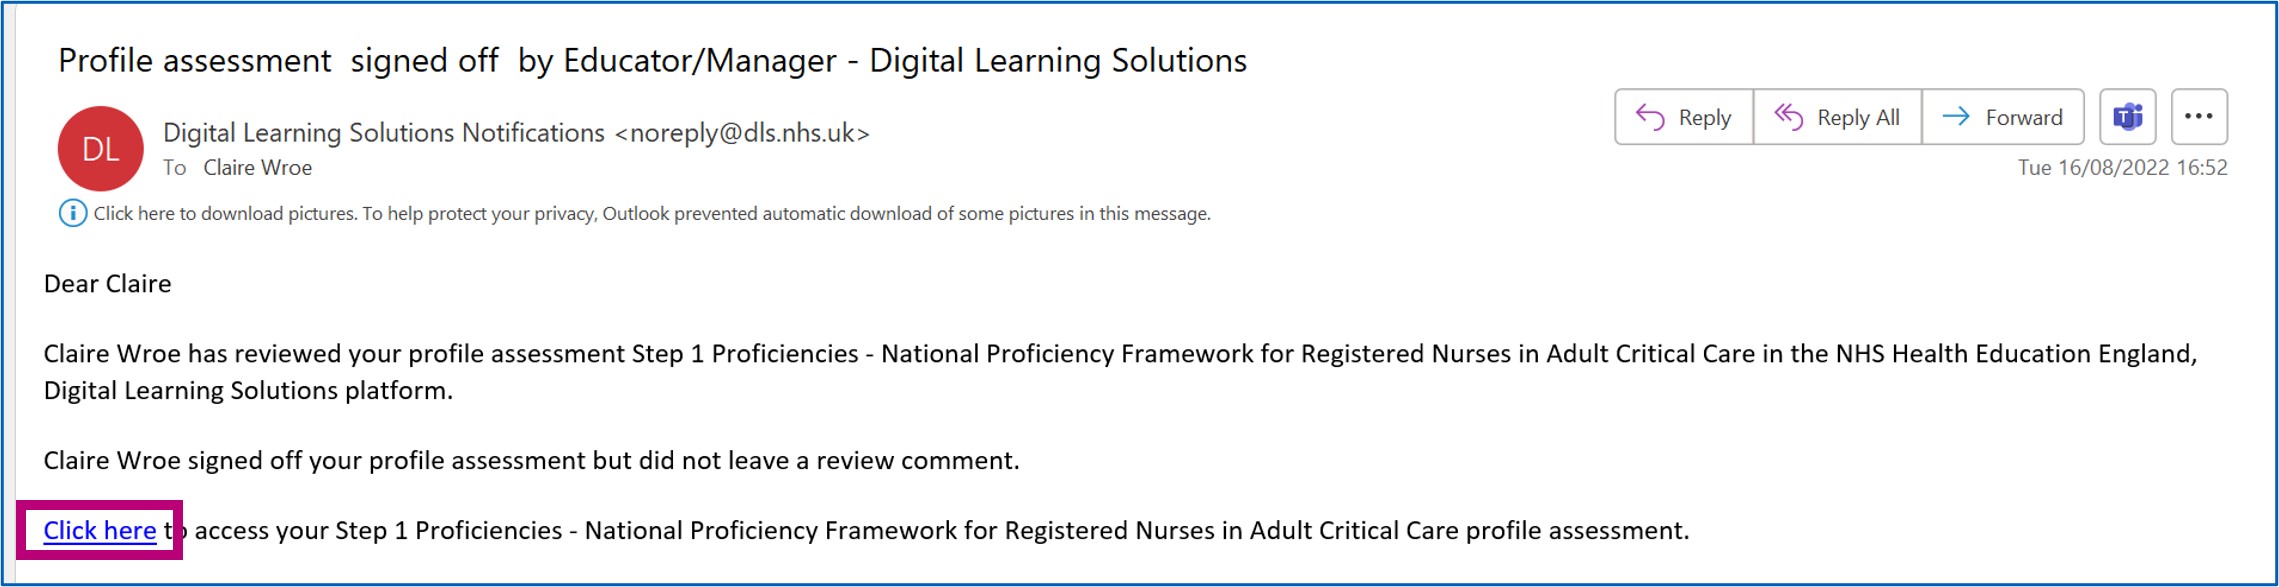 Profile assessment  signed off  by Educator/Manager - Digital Learning Solutions
DL
Digital Learning Solutions Notifications <noreply@dls.nhs.uk>
To Claire Wroe
Reply
Reply All
Forward
Tue 16/08/2022 16:52
Click here to download pictures. To help protect your privacy, Outlook prevented automatic download of some pictures in this message.
Dear Claire
Claire Wroe has reviewed your profile assessment Step 1 Proficiencies - National Proficiency Framework for Registered Nurses in Adult Critical Care in the NHS Health Education England,
Digital Learning Solutions platform.
Claire Wroe signed off your profile assessment but did not leave a review comment.
Click here to access your Step 1 Proficiencies - National Proficiency Framework for Registered Nurses in Adult Critical Care profile assessment.